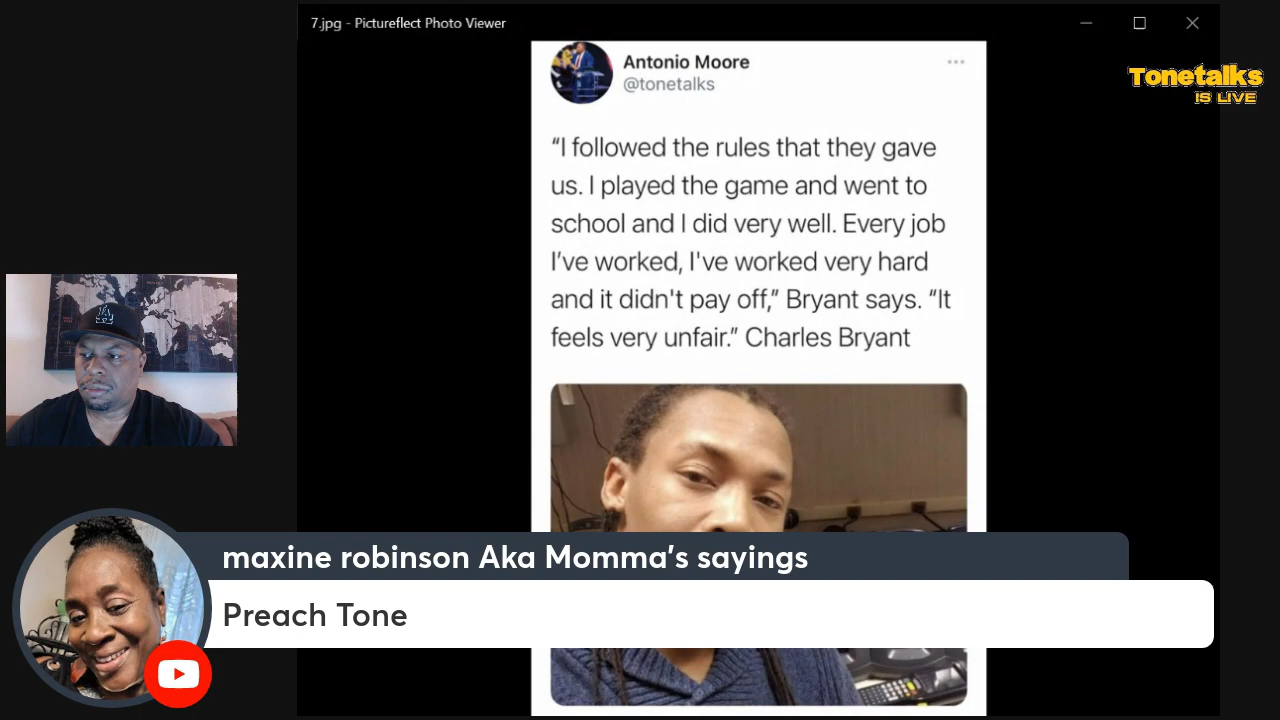 7.jpg - Pictureflect Photo Viewer
Tonetalks
IS LIVE
Antonio Moore
@tonetalks
“I followed the rules that they gave
us. I played the game and went to
school and I did very well. Every job
I’ve worked, I've worked very hard
and it didn't pay off,” Bryant says. “It
feels very unfair.” Charles Bryant
maxine robinson Aka Momma's sayings
Preach Tone